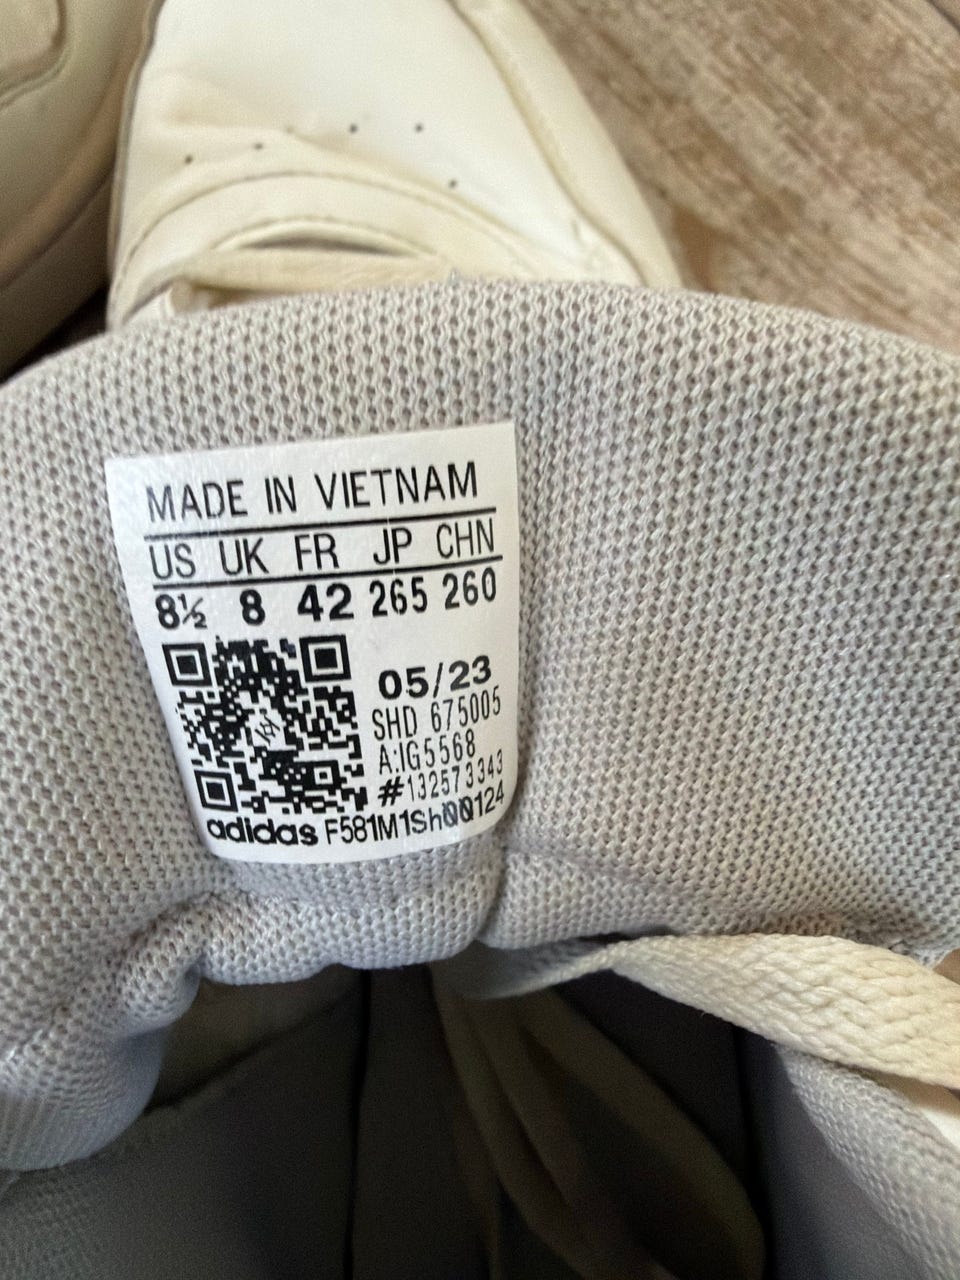 MADE IN VIETNAM
US UK FR JP CHN
8½ 8 42 265 260
05/23
SHD 675005
A:IG5568
#132573343
adidas F581M1Sh00124